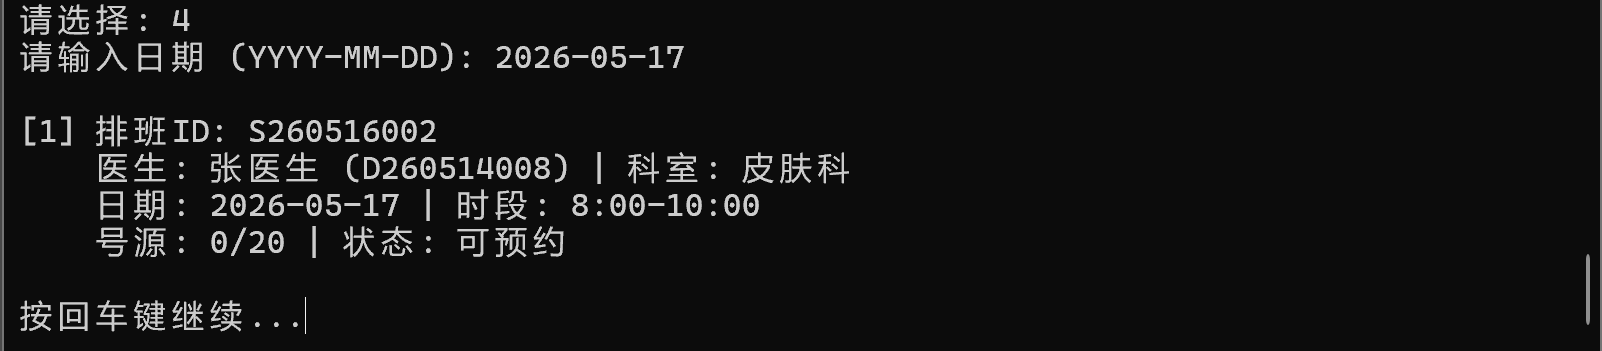 请选择: 4
请输入日期 (YYYY-MM-DD): 2026-05-17
[1] 排班ID: S260516002
医生: 张医生 (D260514008) | 科室: 皮肤科
日期: 2026-05-17 | 时段: 8:00-10:00
号源: 0/20 | 状态: 可预约
按回车键继续...